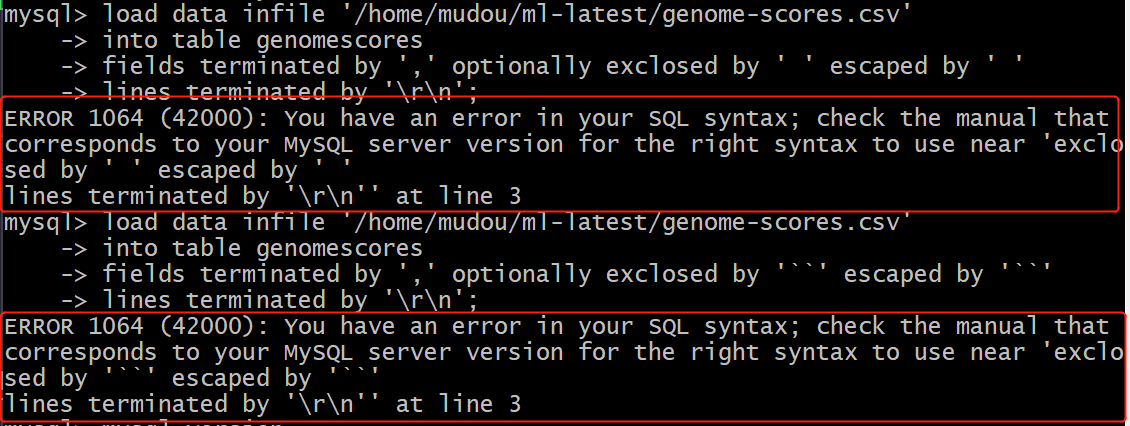 mysql> load data infile '/home/mudou/ml-latest/genome-scores.csv'
    -> into table genomescores
    -> fields terminated by ',' optionally exclosed by ' ' escaped by ' '
    -> lines terminated by '\r\n';
ERROR 1064 (42000): You have an error in your SQL syntax; check the manual that
corresponds to your MySQL server version for the right syntax to use near 'exclo
sed by ' ' escaped by ' '
lines terminated by '\r\n'' at line 3
mysql> load data infile '/home/mudou/ml-latest/genome-scores.csv'
    -> into table genomescores
    -> fields terminated by ',' optionally exclosed by '``' escaped by '``'
    -> lines terminated by '\r\n';
ERROR 1064 (42000): You have an error in your SQL syntax; check the manual that
corresponds to your MySQL server version for the right syntax to use near 'exclo
sed by '``' escaped by '``'
lines terminated by '\r\n'' at line 3